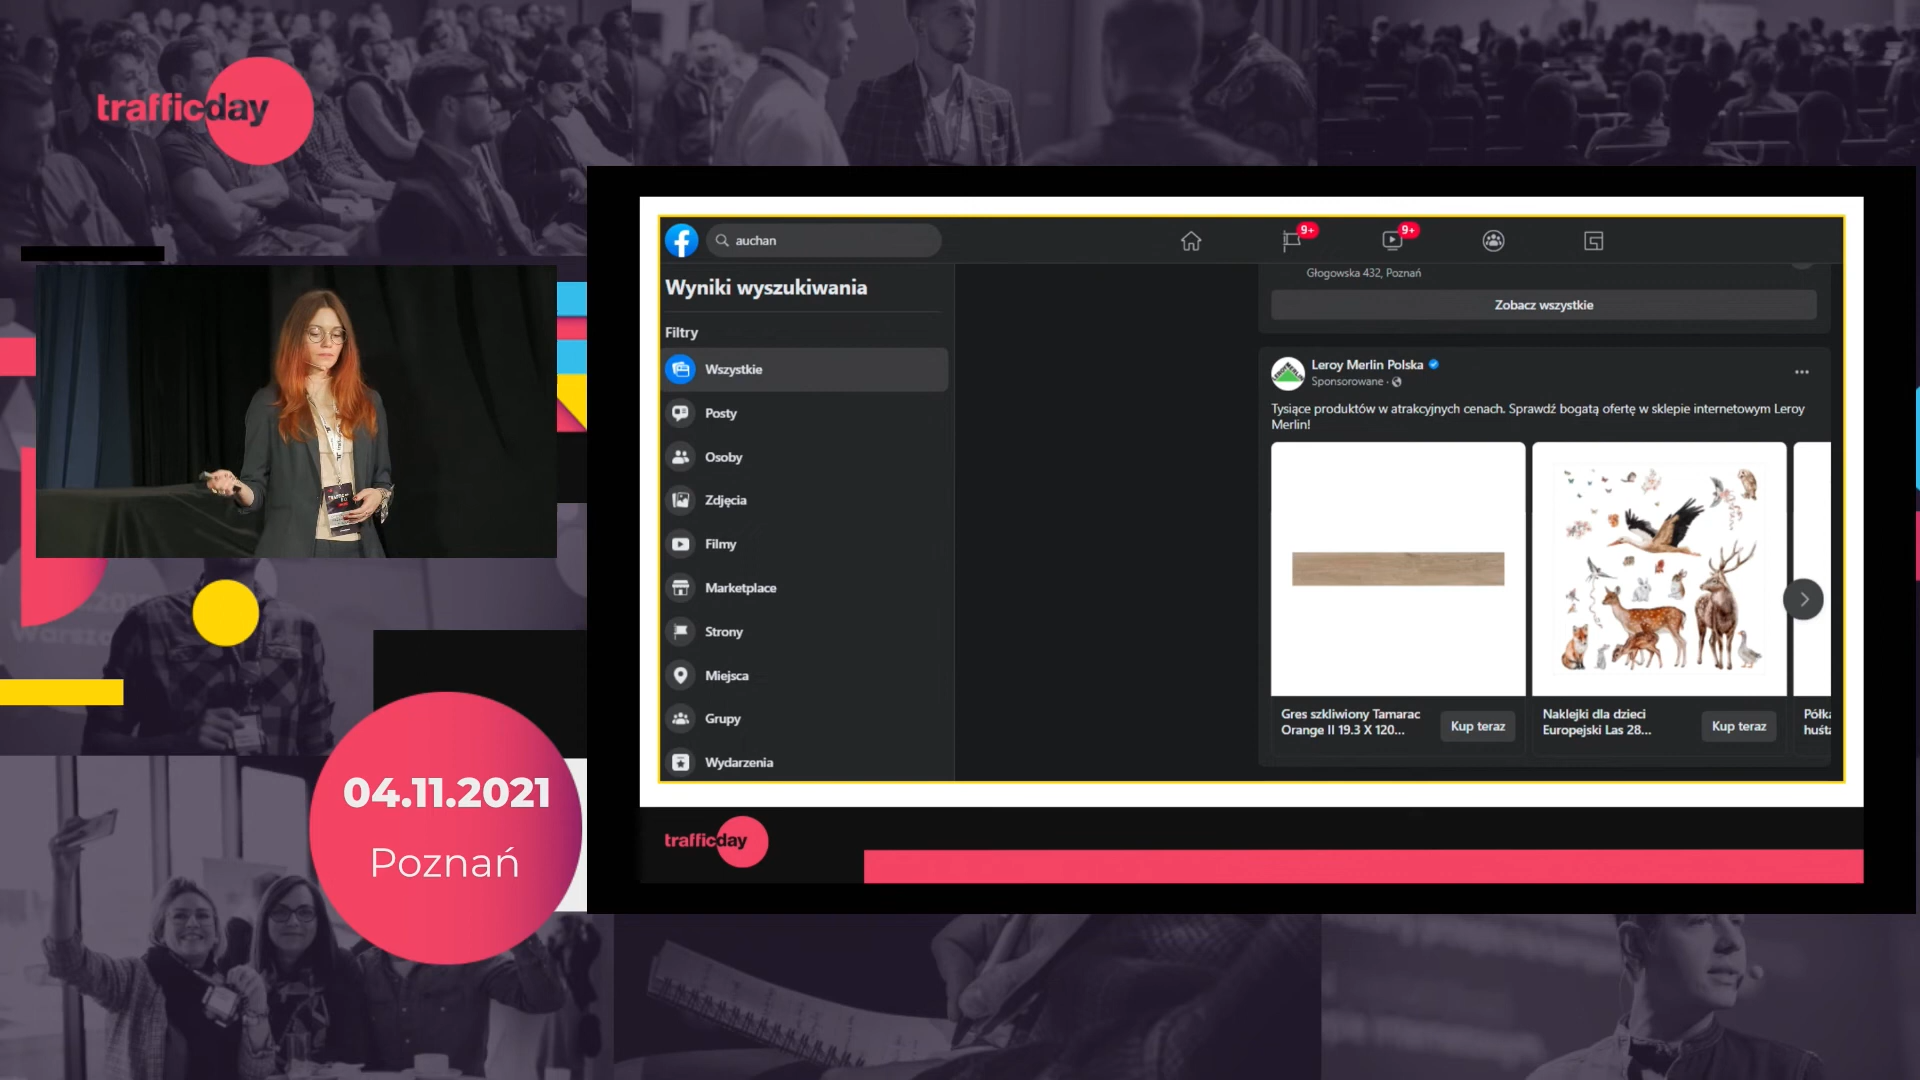 trafficday
04.11.2021
Poznań
auchan
9+
9+
Wyniki wyszukiwania
Filtry
Wszystkie
Posty
Osoby
Zdjęcia
Filmy
Marketplace
Strony
Miejsca
Grupy
Wydarzenia
Głogowska 432, Poznań
Zobacz wszystkie
Leroy Merlin Polska
Sponsorowane ·
Tysiące produktów w atrakcyjnych cenach. Sprawdź bogatą ofertę w sklepie internetowym Leroy
Merlin!
Gres szkliwiony Tamarac
Orange II 19.3 X 120...
Kup teraz
Naklejki dla dzieci
Europejski Las 28...
Kup teraz
Półka
huśta
trafficday